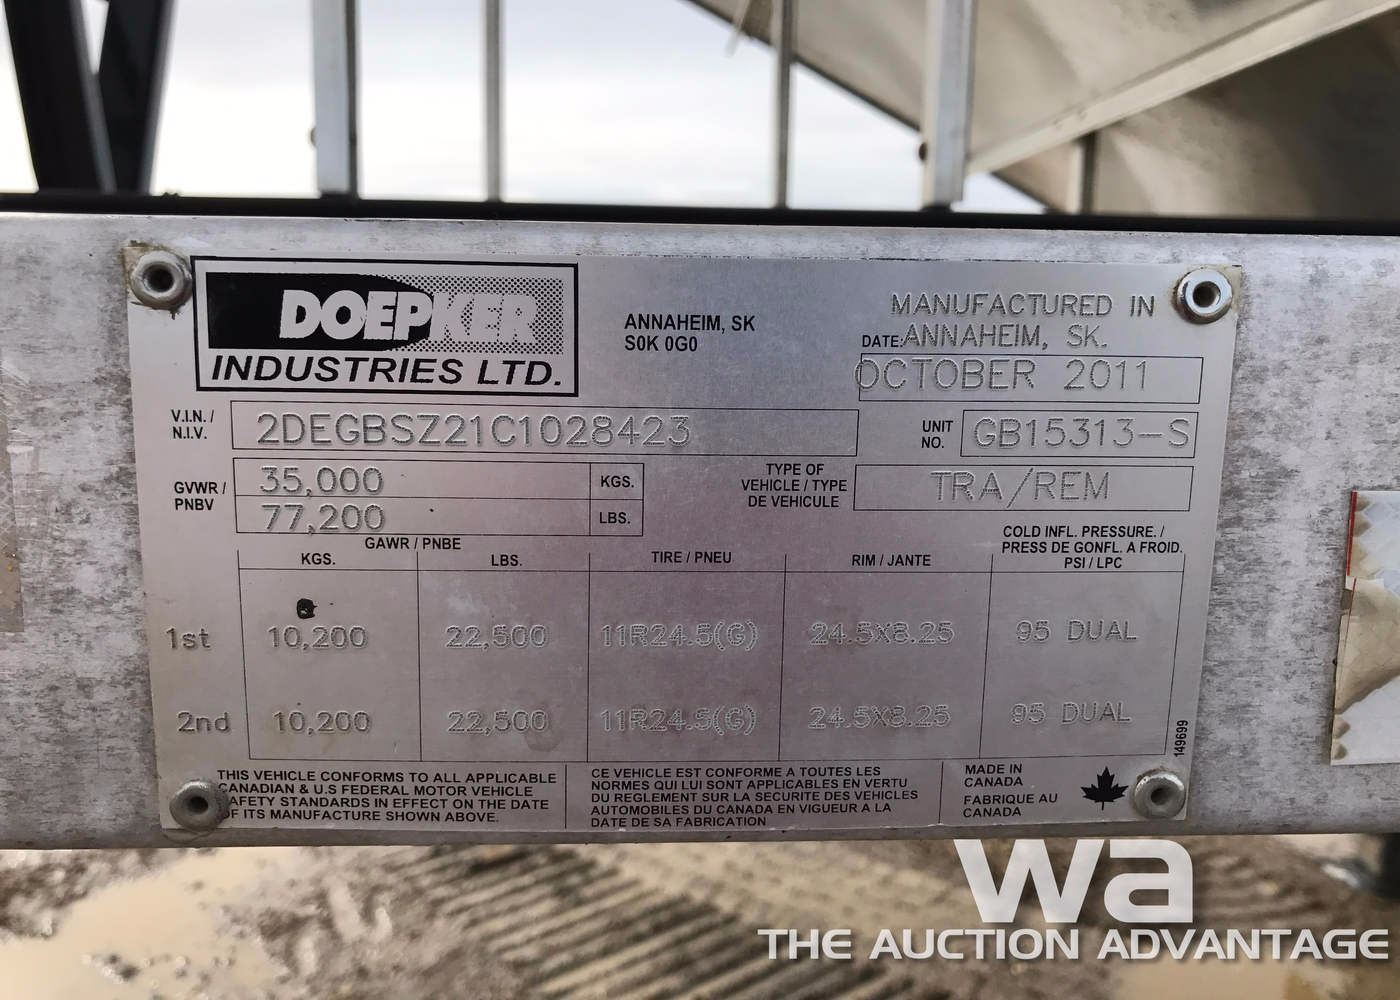 DOEPKER
INDUSTRIES LTD.
ANNAHEIM, SK
S0K 0G0
MANUFACTURED IN
DATE: ANNAHEIM, SK.
OCTOBER 2011
V.I.N. /
N.I.V.
2DEGBSZ21C1028423
UNIT
NO.
GB15313-S
GVWR /
PNBV
35,000 KGS.
77,200 LBS.
TYPE OF
VEHICLE / TYPE
DE VEHICULE
TRA/REM
GAWR / PNBE
COLD INFL. PRESSURE. /
PRESS DE GONFL. A FROID.
KGS. LBS. TIRE / PNEU RIM / JANTE PSI / LPC
1st 10,200 22,500 11R24.5(G) 24.5X8.25 95 DUAL
2nd 10,200 22,500 11R24.5(G) 24.5X8.25 95 DUAL
149699
THIS VEHICLE CONFORMS TO ALL APPLICABLE
CANADIAN & U.S FEDERAL MOTOR VEHICLE
SAFETY STANDARDS IN EFFECT ON THE DATE
OF ITS MANUFACTURE SHOWN ABOVE.
CE VEHICLE EST CONFORME A TOUTES LES
NORMES QUI LUI SONT APPLICABLES EN VERTU
DU REGLEMENT SUR LA SECURITE DES VEHICLES
AUTOMOBILES DU CANADA EN VIGUEUR A LA
DATE DE SA FABRICATION
MADE IN
CANADA
FABRIQUE AU
CANADA
wa
THE AUCTION ADVANTAGE